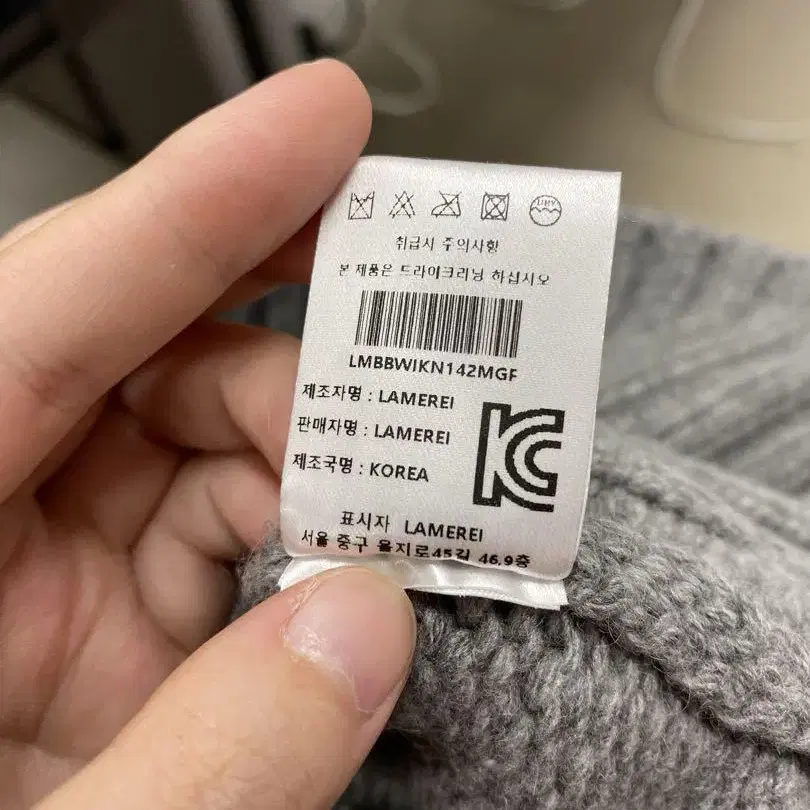 취급시 주의사항
본 제품은 드라이크리닝 하십시오
LMBBWIKN142MGF
제조자명 : LAMEREI
판매자명 : LAMEREI
제조국명 : KOREA
KC
표시자 LAMEREI
서울 중구 을지로45길 46,9층